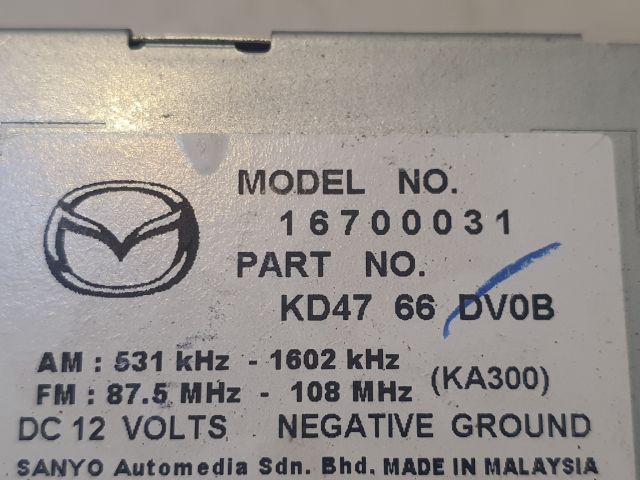 MODEL NO.
16700031
PART NO.
KD47 66 DV0B
AM : 531 kHz - 1602 kHz
FM : 87.5 MHz - 108 MHz (KA300)
DC 12 VOLTS NEGATIVE GROUND
SANYO Automedia Sdn. Bhd. MADE IN MALAYSIA